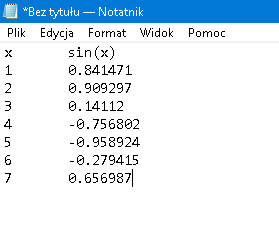 *Bez tytułu — Notatnik
Plik Edycja Format Widok Pomoc
x sin(x)
1 0.841471
2 0.909297
3 0.14112
4 -0.756802
5 -0.958924
6 -0.279415
7 0.656987